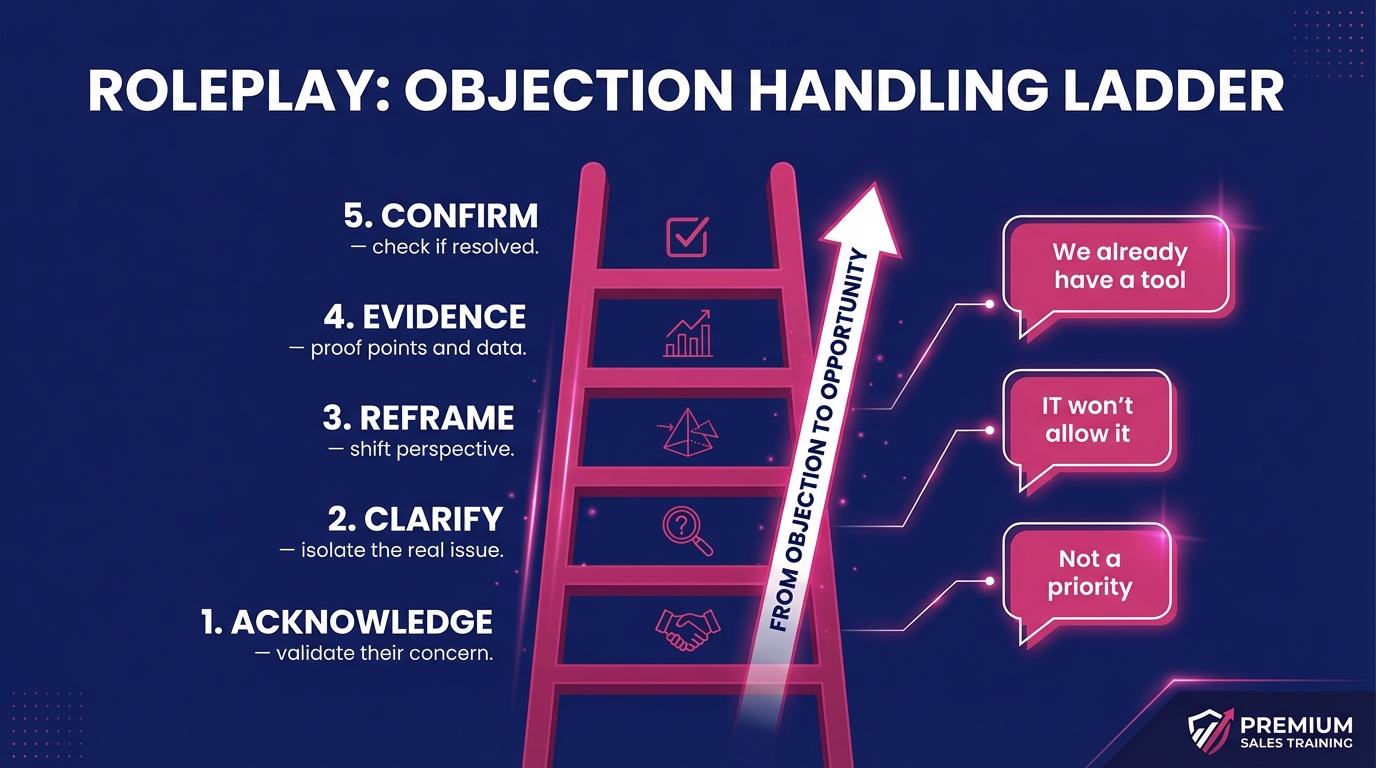 ROLEPLAY: OBJECTION HANDLING LADDER
5. CONFIRM
— check if resolved.
4. EVIDENCE
— proof points and data.
3. REFRAME
— shift perspective.
2. CLARIFY
— isolate the real issue.
1. ACKNOWLEDGE
— validate their concern.
?
FROM OBJECTION TO OPPORTUNITY
We already
have a tool
IT won’t
allow it
Not a
priority
PREMIUM
SALES TRAINING